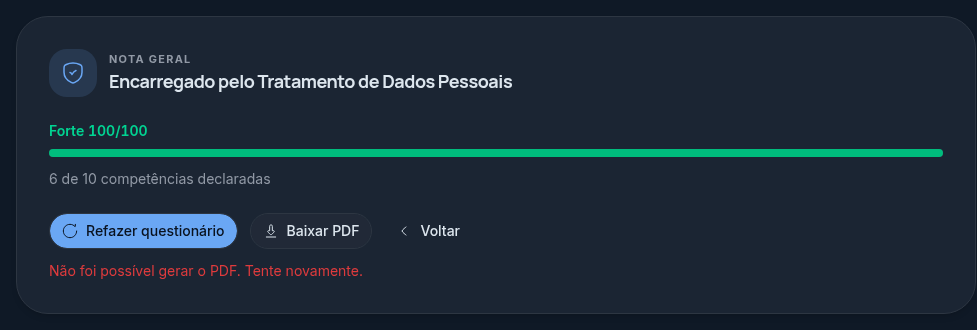 NOTA GERAL
Encarregado pelo Tratamento de Dados Pessoais
Forte 100/100
6 de 10 competências declaradas
Refazer questionário
Baixar PDF
Voltar
Não foi possível gerar o PDF. Tente novamente.